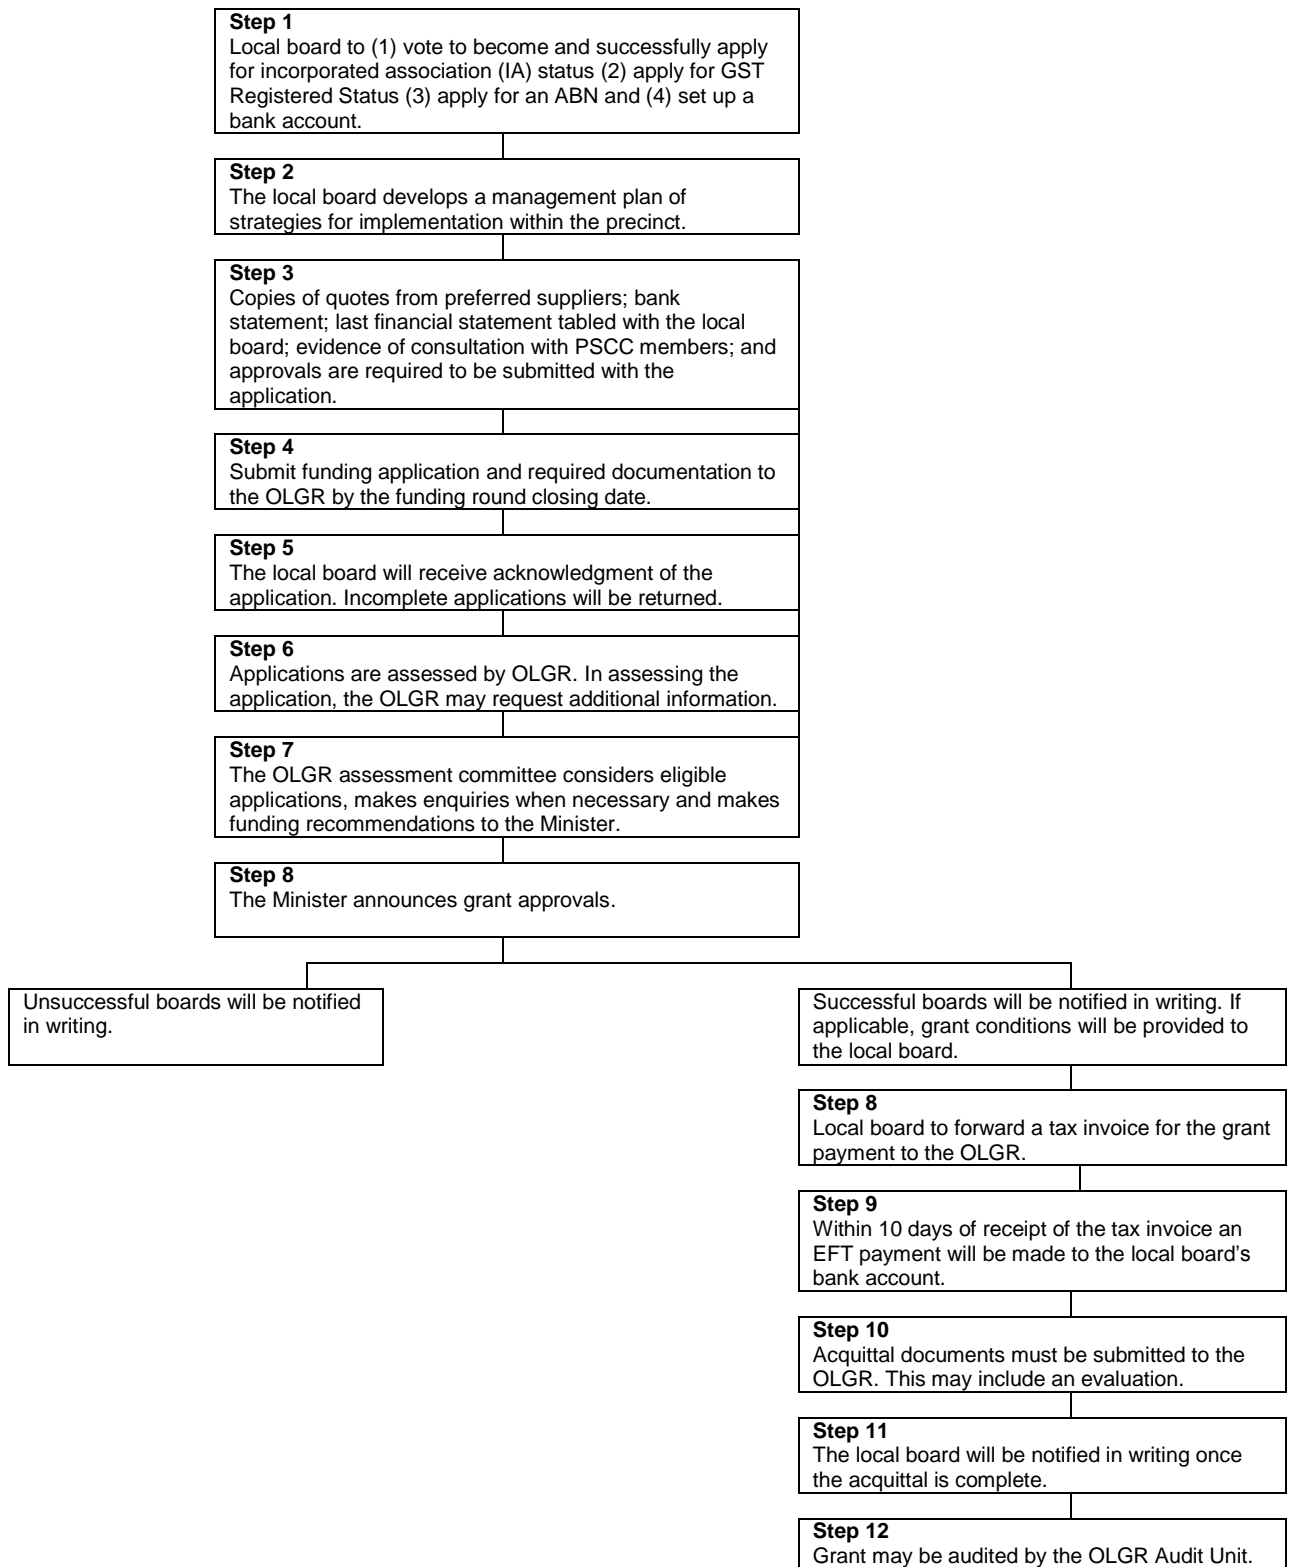 Step 1
Local board to (1) vote to become and successfully apply
for incorporated association (IA) status (2) apply for GST
Registered Status (3) apply for an ABN and (4) set up a
bank account.
Step 2
The local board develops a management plan of
strategies for implementation within the precinct.
Step 3
Copies of quotes from preferred suppliers; bank
statement; last financial statement tabled with the local
board; evidence of consultation with PSCC members; and
approvals are required to be submitted with the
application.
Step 4
Submit funding application and required documentation to
the OLGR by the funding round closing date.
Step 5
The local board will receive acknowledgment of the
application. Incomplete applications will be returned.
Step 6
Applications are assessed by OLGR. In assessing the
application, the OLGR may request additional information.
Step 7
The OLGR assessment committee considers eligible
applications, makes enquiries when necessary and makes
funding recommendations to the Minister.
Step 8
The Minister announces grant approvals.
Unsuccessful boards will be notified
in writing.
Successful boards will be notified in writing. If
applicable, grant conditions will be provided to
the local board.
Step 8
Local board to forward a tax invoice for the grant
payment to the OLGR.
Step 9
Within 10 days of receipt of the tax invoice an
EFT payment will be made to the local board's
bank account.
Step 10
Acquittal documents must be submitted to the
OLGR. This may include an evaluation.
Step 11
The local board will be notified in writing once
the acquittal is complete.
Step 12
Grant may be audited by the OLGR Audit Unit.